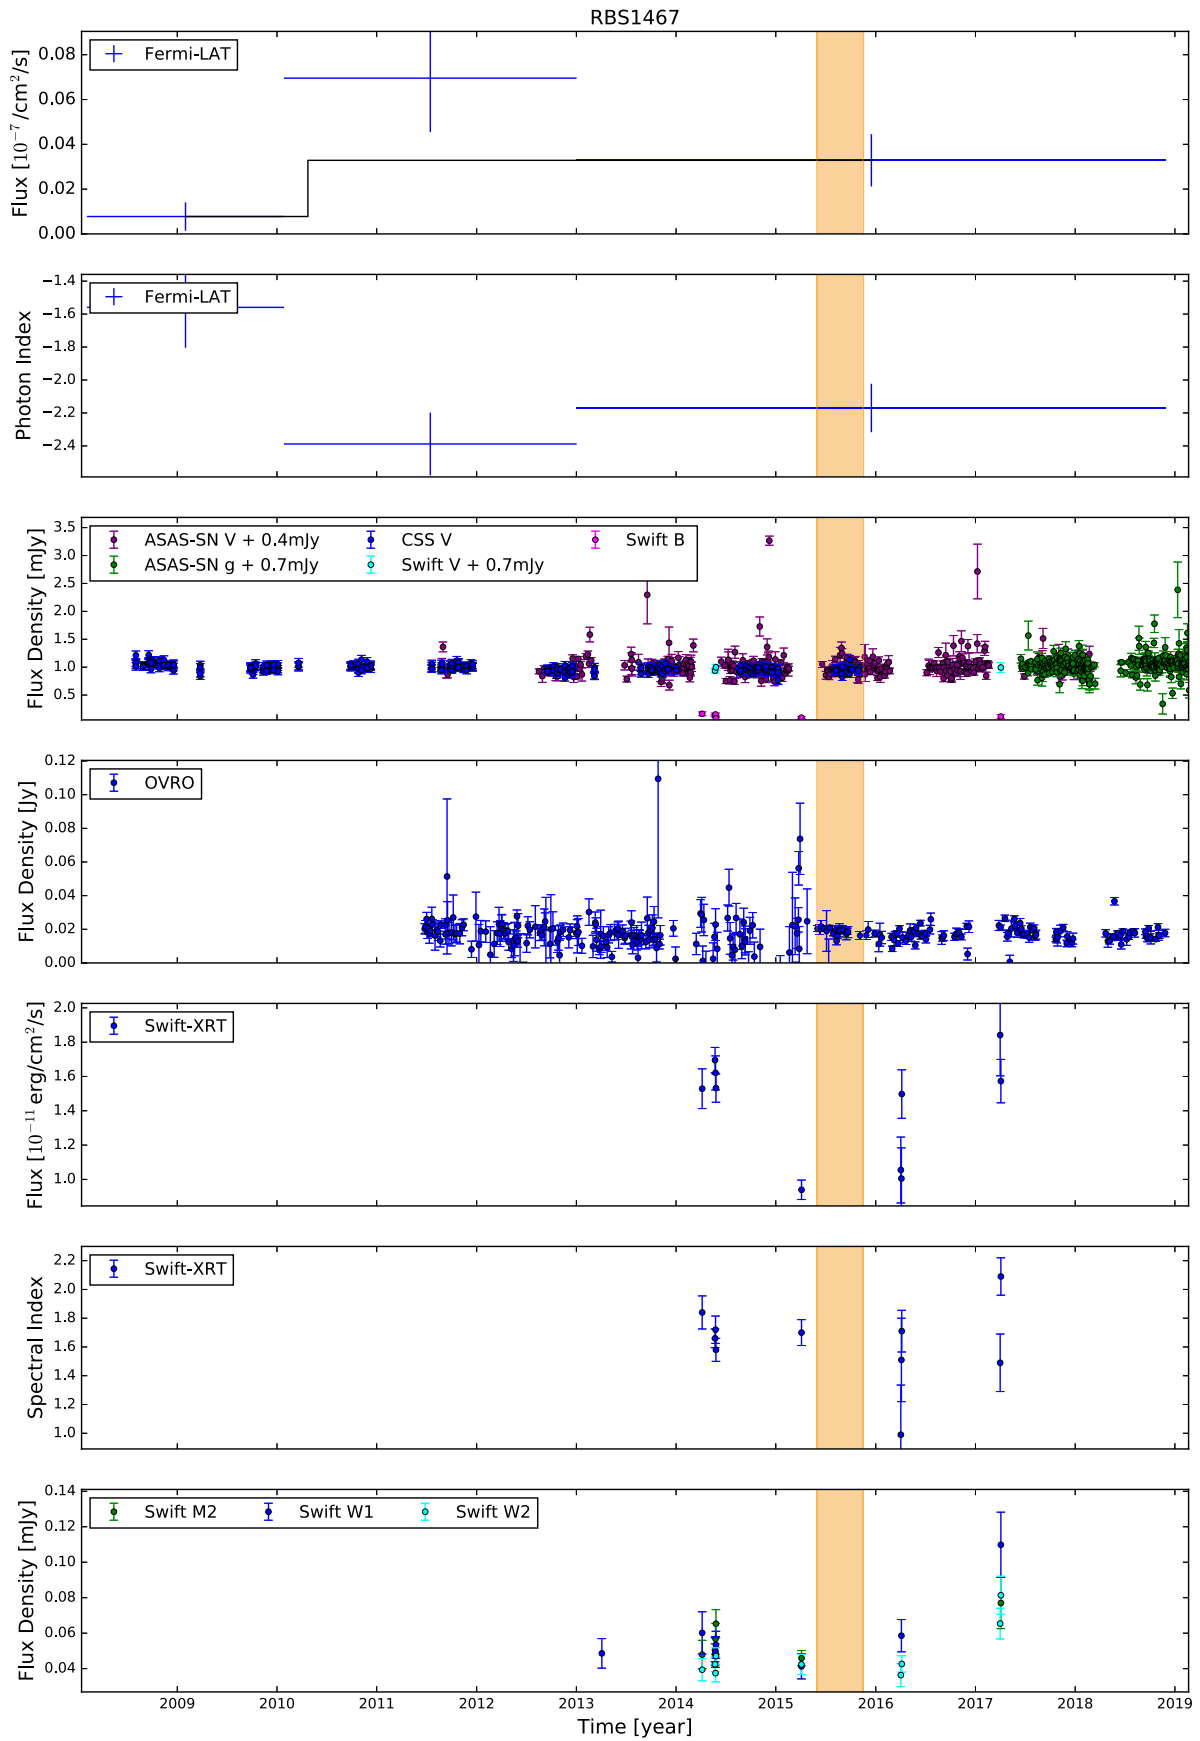 RBS1467
Fermi-LAT
Flux [10⁻⁷/cm²/s]
0.08
0.06
0.04
0.02
0.00
Fermi-LAT
Photon Index
−1.4
−1.6
−1.8
−2.0
−2.2
−2.4
ASAS-SN V + 0.4mJy CSS V Swift B
ASAS-SN g + 0.7mJy Swift V + 0.7mJy
Flux Density [mJy]
3.5
3.0
2.5
2.0
1.5
1.0
0.5
OVRO
Flux Density [Jy]
0.12
0.10
0.08
0.06
0.04
0.02
0.00
Swift-XRT
Flux [10⁻¹¹ erg/cm²/s]
2.0
1.8
1.6
1.4
1.2
1.0
Swift-XRT
Spectral Index
2.2
2.0
1.8
1.6
1.4
1.2
1.0
Swift M2 Swift W1 Swift W2
Flux Density [mJy]
0.14
0.12
0.10
0.08
0.06
0.04
2009 2010 2011 2012 2013 2014 2015 2016 2017 2018 2019
Time [year]